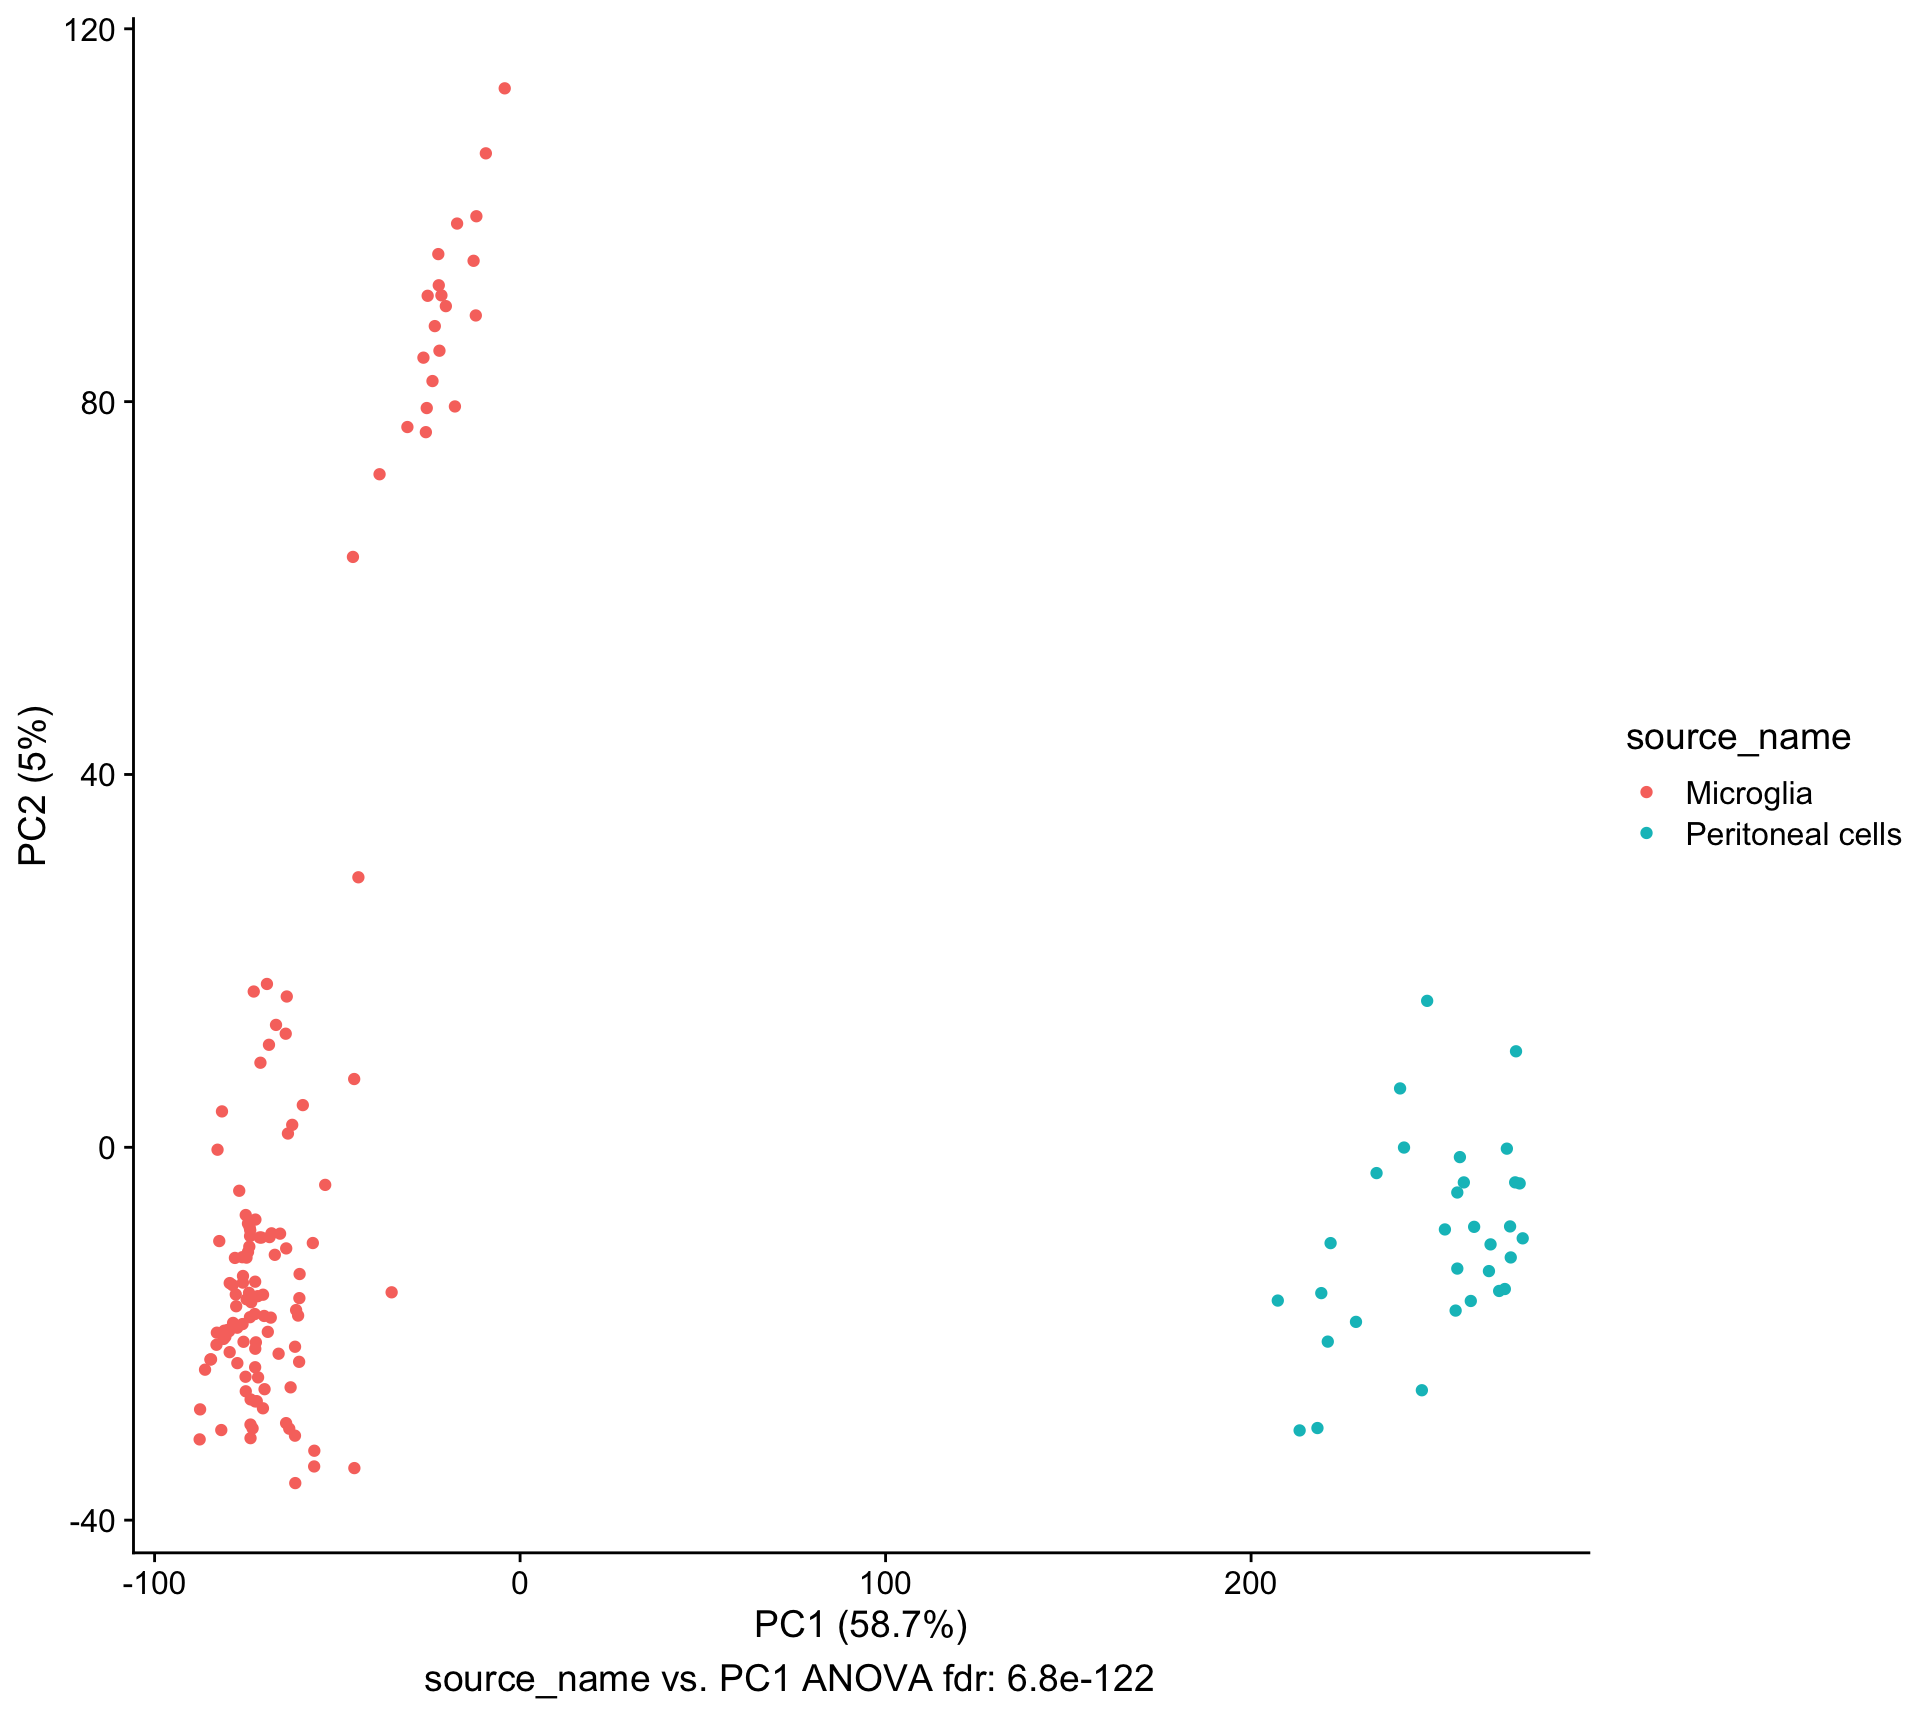 120
80
40
0
-40
PC2 (5%)
-100
0
100
200
PC1 (58.7%)
source_name vs. PC1 ANOVA fdr: 6.8e-122
source_name
Microglia
Peritoneal cells